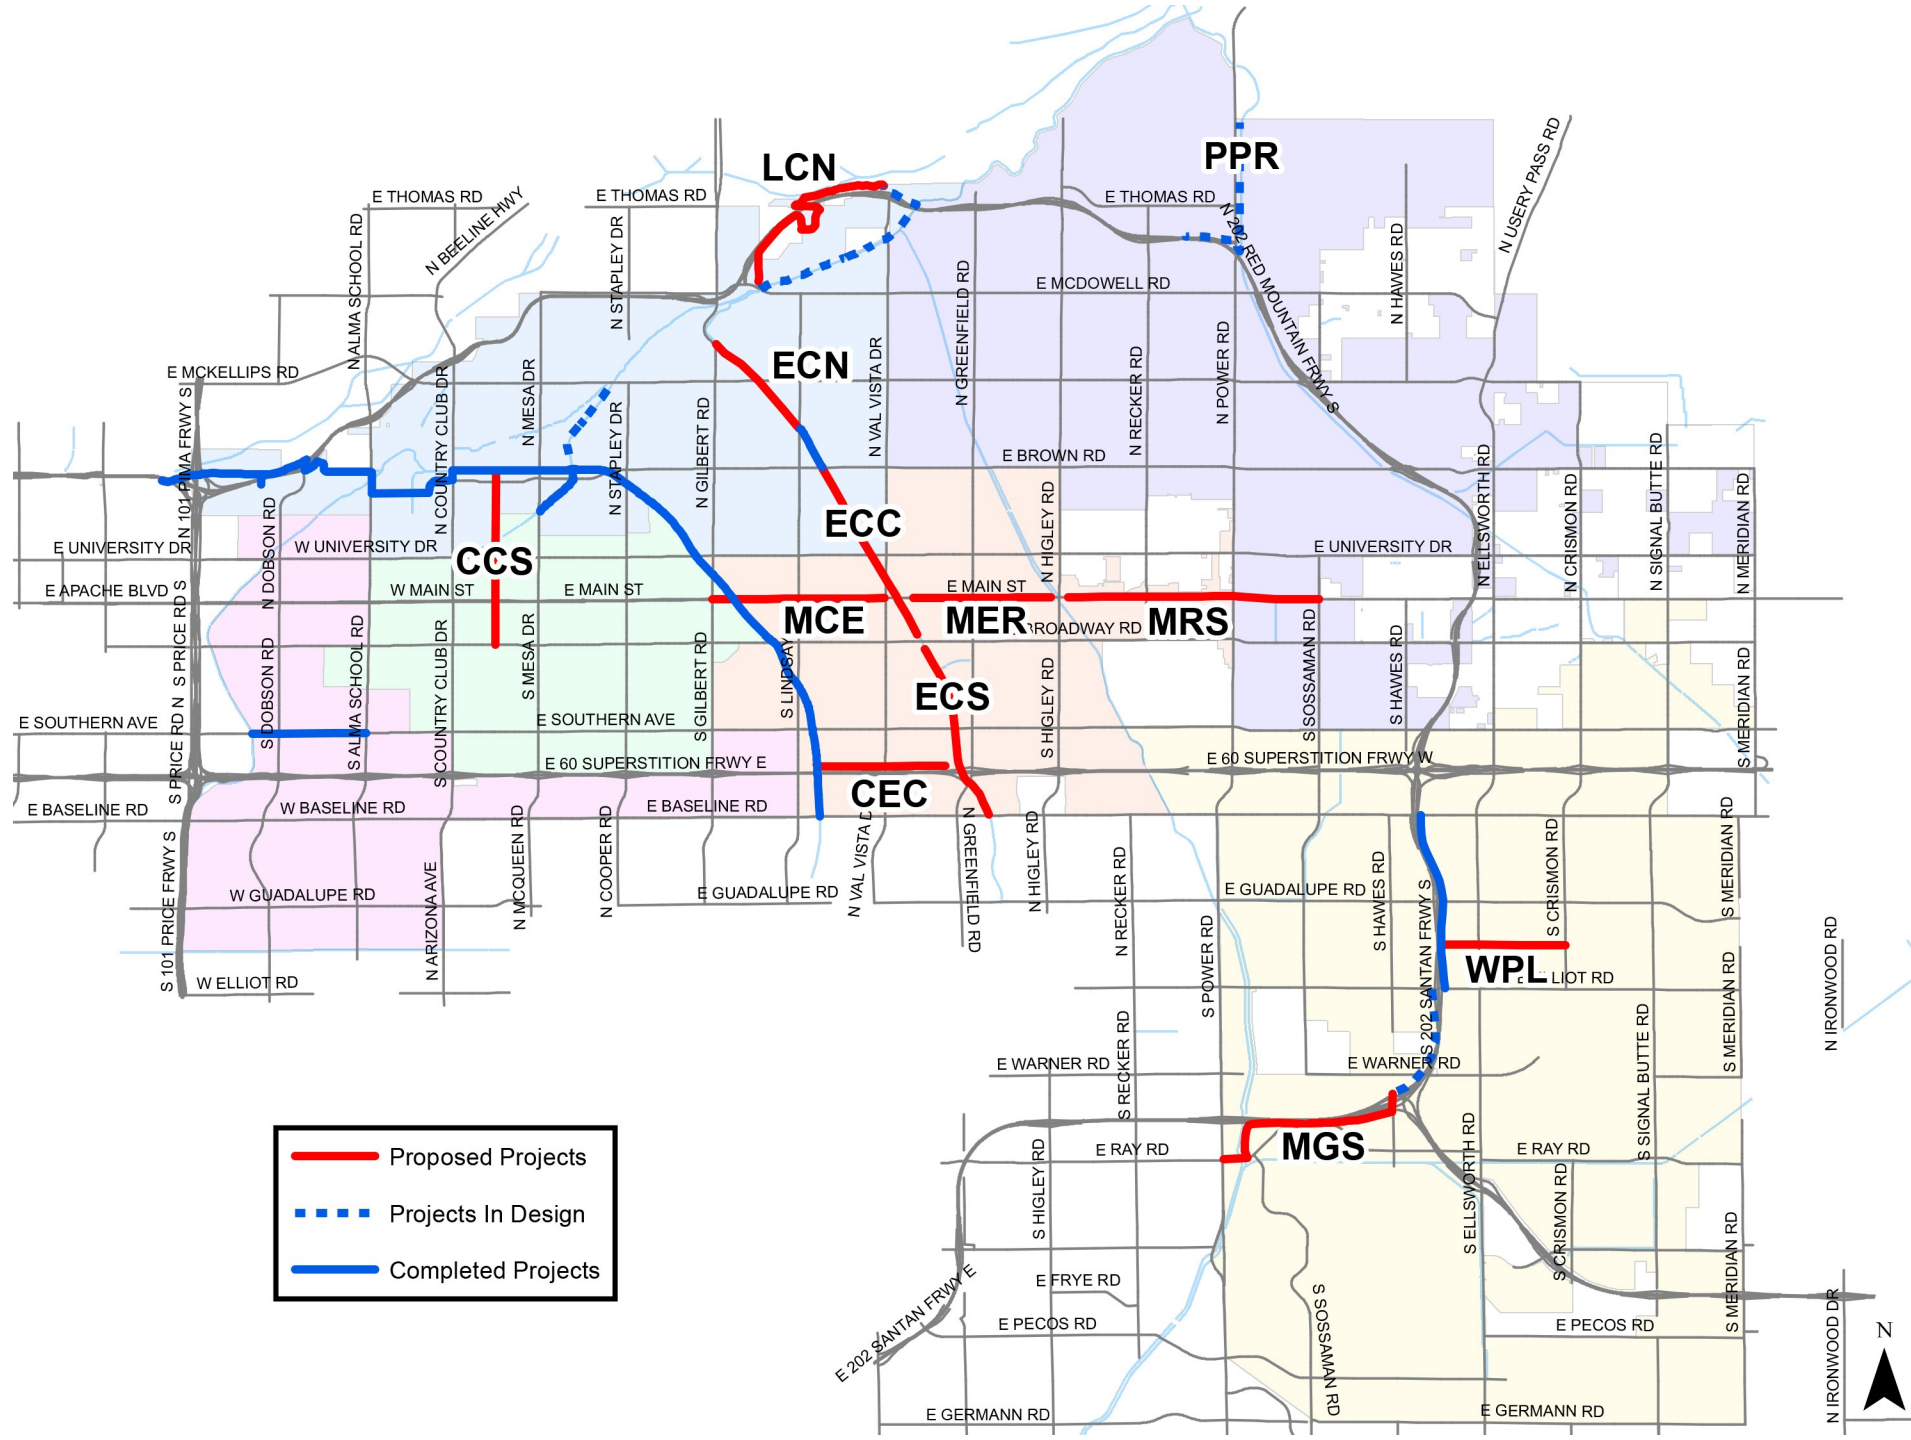 LCN
PPR
E THOMAS RD
E THOMAS RD
E THOMAS RD
N BEELINE HWY
N ALMA SCHOOL RD
N STAPLEY DR
N 202 RED MOUNTAIN FRWY S
N HAWES RD
N USERY PASS RD
E MCDOWELL RD
N GREENFIELD RD
ECN
E MCKELLIPS RD
N COUNTRY CLUB DR
N MESA DR
N STAPLEY DR
N GILBERT RD
N VAL VISTA DR
N RECKER RD
N POWER RD
N 101 PIMA FRWY S
E BROWN RD
N ELLSWORTH RD
N CRISMON RD
N SIGNAL BUTTE RD
N MERIDIAN RD
N HIGLEY RD
N DOBSON RD
ECC
E UNIVERSITY DR
W UNIVERSITY DR
E UNIVERSITY DR
CCS
E APACHE BLVD
W MAIN ST
E MAIN ST
E MAIN ST
MCE
MER
MRS
BROADWAY RD
N PRICE RD S
S PRICE RD N
S DOBSON RD
S ALMA SCHOOL RD
S COUNTRY CLUB DR
S MESA DR
S GILBERT RD
S LINDSAY
ECS
S HIGLEY RD
S SOSSAMAN RD
S HAWES RD
S MERIDIAN RD
E SOUTHERN AVE
E SOUTHERN AVE
E 60 SUPERSTITION FRWY E
E 60 SUPERSTITION FRWY W
CEC
E BASELINE RD
W BASELINE RD
E BASELINE RD
S 101 PRICE FRWY S
N ARIZONA AVE
N MCQUEEN RD
N COOPER RD
N VAL VISTA D
N GREENFIELD RD
N HIGLEY RD
N RECKER RD
S POWER RD
S HAWES RD
S 202 SANTAN FRWY S
S CRISMON RD
S MERIDIAN RD
W GUADALUPE RD
E GUADALUPE RD
E GUADALUPE RD
WPL
LLIOT RD
W ELLIOT RD
N IRONWOOD RD
S MERIDIAN RD
S SIGNAL BUTTE RD
S RECKER RD
E WARNER RD
E WARNER RD
MGS
E RAY RD
E RAY RD
S HIGLEY RD
S ELLSWORTH RD
S CRISMON RD
S MERIDIAN RD
E FRYE RD
E 202 SANTAN FRWY E
E PECOS RD
E PECOS RD
S SOSSAMAN RD
E GERMANN RD
E GERMANN RD
N IRONWOOD DR
N
Proposed Projects
Projects In Design
Completed Projects